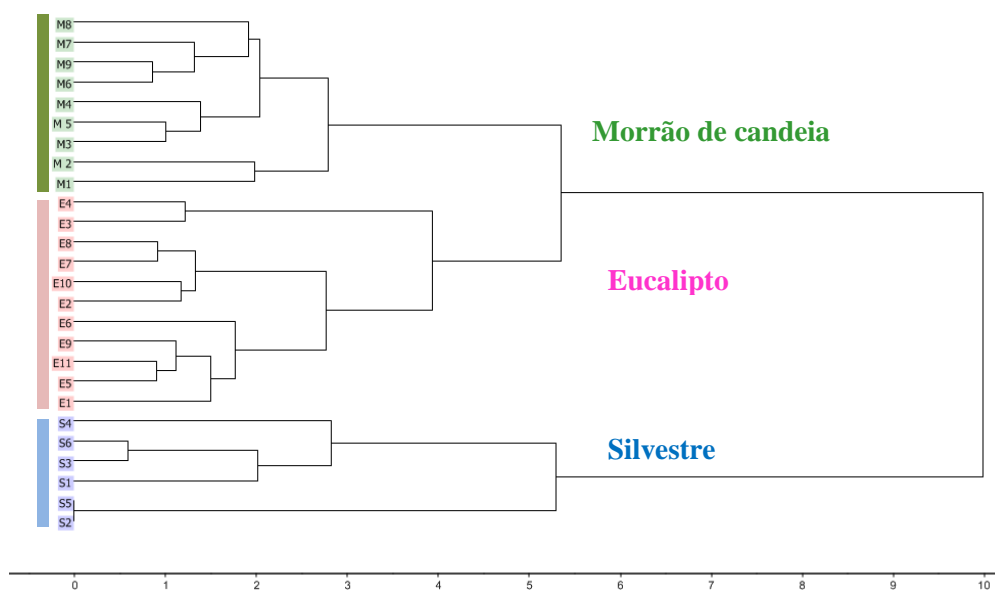 M8
M7
M9
M6
M4
M 5
M3
M 2
M1
Morrão de candeia
E4
E3
E8
E7
E10
E2
E6
E9
E11
E5
E1
Eucalipto
S4
S6
S3
S1
S5
S2
Silvestre
0 1 2 3 4 5 6 7 8 9 10